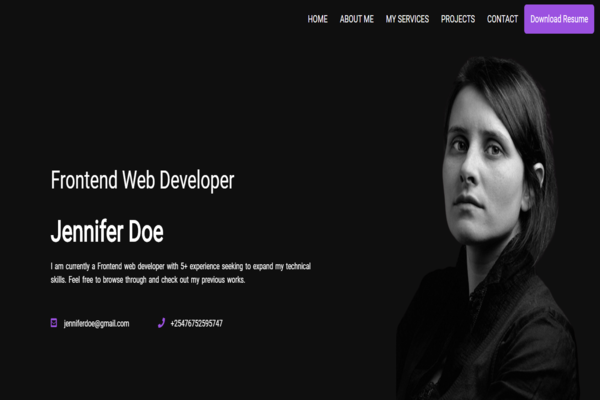 HOME ABOUT ME MY SERVICES PROJECTS CONTACT Download Resume
Frontend Web Developer
Jennifer Doe
I am currently a Frontend web developer with 5+ experience seeking to expand my technical
skills. Feel free to browse through and check out my previous works.
jenniferdoe@gmail.com +25476752595747